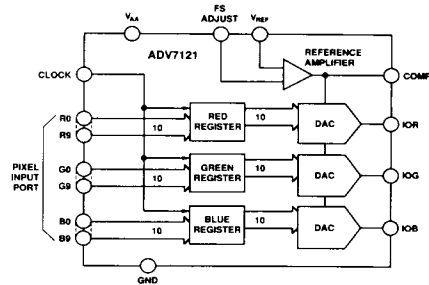 FS
ADJUST
VAA
VREF
ADV7121
REFERENCE
AMPLIFIER
CLOCK
COMP
R0
R9
10
RED
REGISTER
10
DAC
IOR
PIXEL
INPUT
PORT
G0
G9
10
GREEN
REGISTER
10
DAC
IOG
B0
B9
10
BLUE
REGISTER
10
DAC
IOB
GND